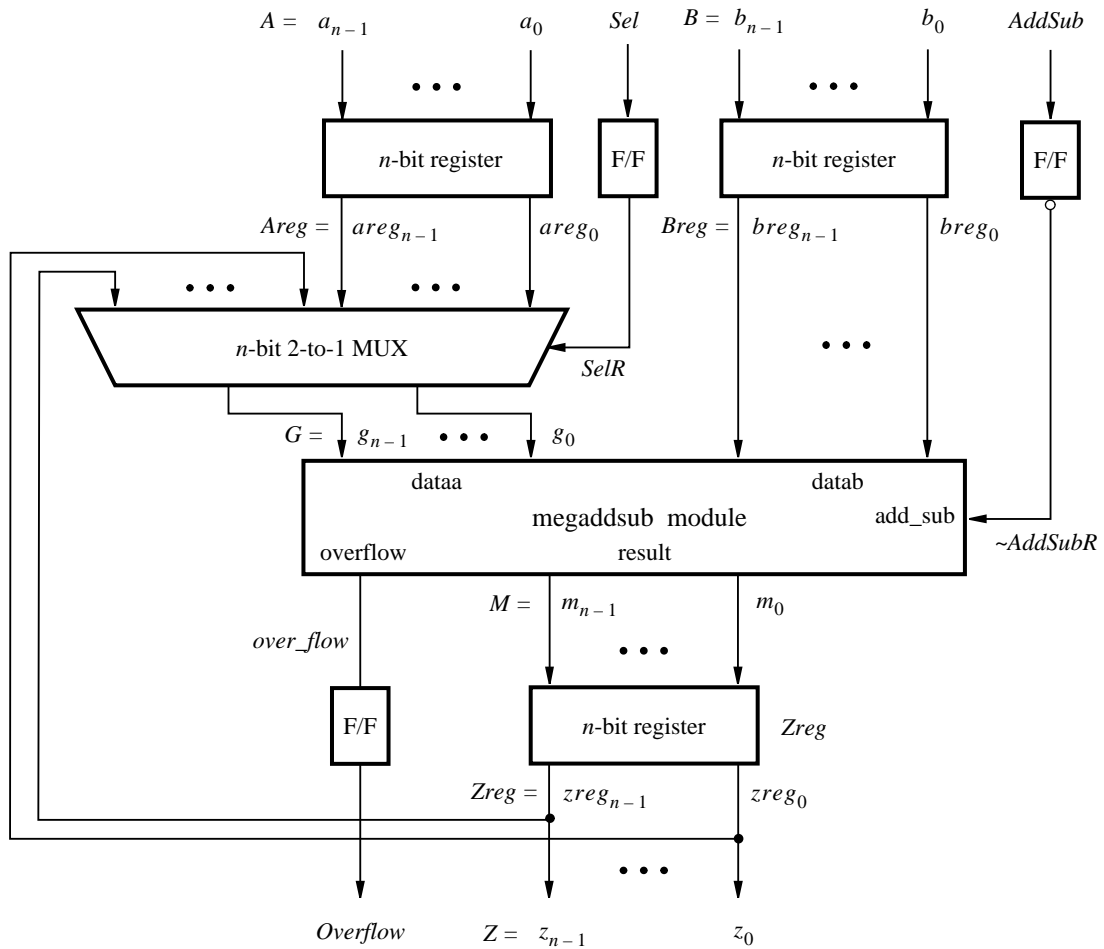 A = a_{n – 1} a_0 Sel B = b_{n – 1} b_0 AddSub
n-bit register F/F n-bit register F/F
Areg = areg_{n – 1} areg_0 Breg = breg_{n – 1} breg_0
n-bit 2-to-1 MUX
SelR
G = g_{n – 1} g_0
dataa datab
megaddsub module add_sub
~AddSubR
overflow result
M = m_{n – 1} m_0
over_flow
F/F n-bit register Zreg
Zreg = zreg_{n – 1} zreg_0
Overflow Z = z_{n – 1} z_0